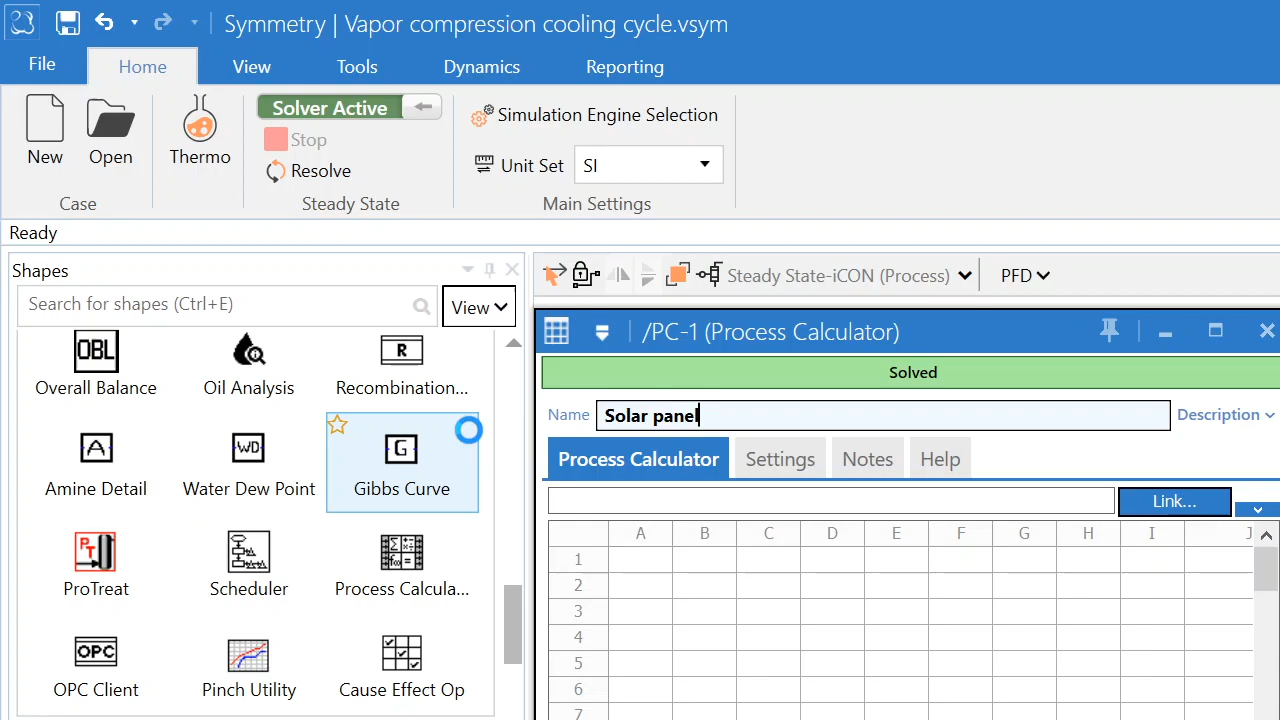 Symmetry | Vapor compression cooling cycle.vsym
File Home View Tools Dynamics Reporting
New Open Thermo
Case
Solver Active
Stop
Resolve
Steady State
Simulation Engine Selection
Unit Set SI
Main Settings
Ready
Shapes
Search for shapes (Ctrl+E) View
OBL R
Overall Balance Oil Analysis Recombination...
A WD G
Amine Detail Water Dew Point Gibbs Curve
PT
ProTreat Scheduler Process Calcula...
OPC
OPC Client Pinch Utility Cause Effect Op
Steady State-iCON (Process) PFD
/PC-1 (Process Calculator)
Solved
Name Solar panel Description
Process Calculator Settings Notes Help
Link...
A B C D E F G H I J
1
2
3
4
5
6
7